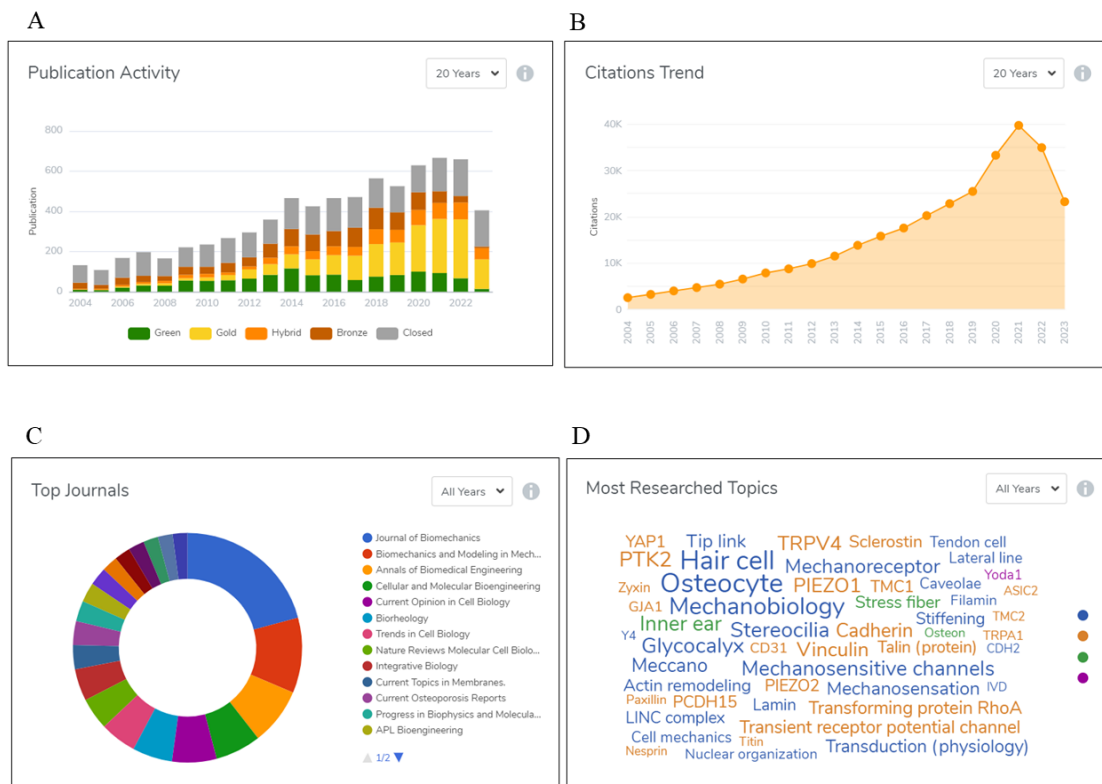 A
Publication Activity
20 Years
800
600
400
200
0
Publication
2004 2006 2008 2010 2012 2014 2016 2018 2020 2022
Green Gold Hybrid Bronze Closed
B
Citations Trend
20 Years
40K
20K
10K
0
Citations
2004 2005 2006 2007 2008 2009 2010 2011 2012 2013 2014 2015 2016 2017 2018 2019 2020 2021 2022 2023
C
Top Journals
All Years
Journal of Biomechanics
Biomechanics and Modeling in Mech...
Annals of Biomedical Engineering
Cellular and Molecular Bioengineering
Current Opinion in Cell Biology
Biorheology
Trends in Cell Biology
Nature Reviews Molecular Cell Biolo...
Integrative Biology
Current Topics in Membranes.
Current Osteoporosis Reports
Progress in Biophysics and Molecula...
APL Bioengineering
1/2
D
Most Researched Topics
All Years
YAP1 Tip link TRPV4 Sclerostin Tendon cell
PTK2 Hair cell Mechanoreceptor Lateral line
Zyxin Osteocyte PIEZO1 TMC1 Caveolae Yoda1 ASIC2
GJA1 Mechanobiology Stress fiber Filamin
Inner ear Stereocilia Cadherin Stiffening TMC2
Y4 Glycocalyx CD31 Vinculin Talin (protein) Osteon TRPA1 CDH2
Meccano Mechanosensitive channels
Actin remodeling PIEZO2 Mechanosensation IVD
Paxillin PCDH15 Lamin Transforming protein RhoA
LINC complex Transient receptor potential channel
Cell mechanics Titin Transduction (physiology)
Nesprin Nuclear organization